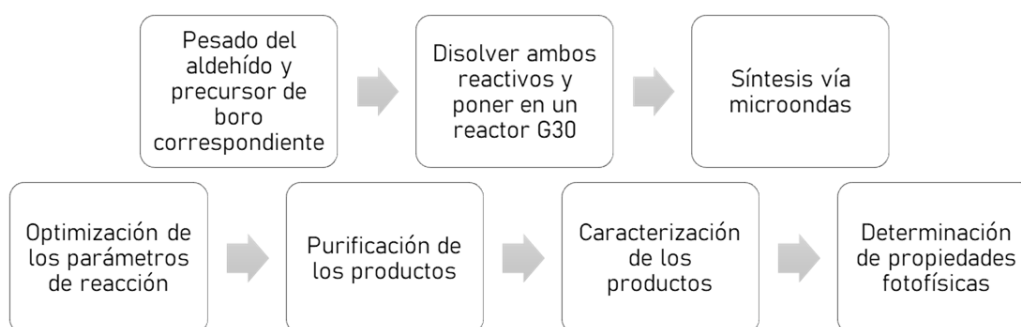 Pesado del
aldehído y
precursor de
boro
correspondiente
Disolver ambos
reactivos y
poner en un
reactor G30
Síntesis vía
microondas
Optimización de
los parámetros
de reacción
Purificación de
los productos
Caracterización
de los
productos
Determinación
de propiedades
fotofísicas